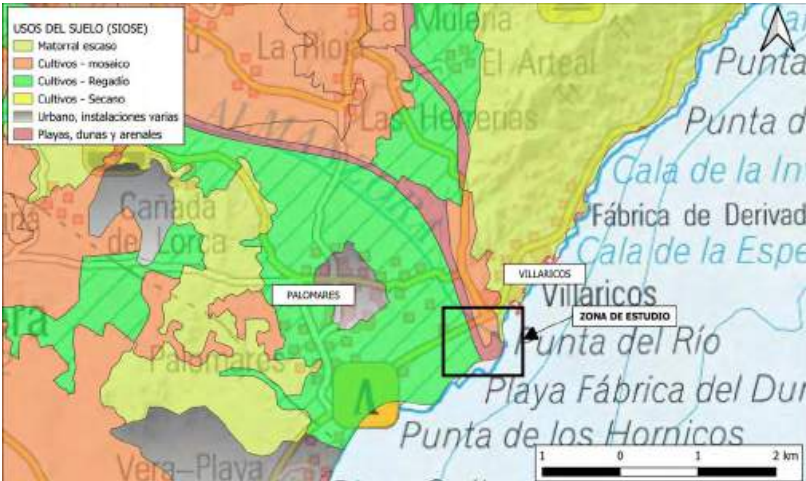 USOS DEL SUELO (SIOSE)
Matorral escaso
Cultivos - mosaico
Cultivos - Regadío
Cultivos - Secano
Urbano, instalaciones varias
Playas, dunas y arenales
La Mulería
La Rioja
El Arteal
Las Herrerías
ALMANZORA
Punta
Punta d
Cala de la In
Fábrica de Derivad
Cala de la Espe
Cañada
de Lorca
VILLARICOS
Villaricos
PALOMARES
ZONA DE ESTUDIO
Punta del Río
Palomares
Playa Fábrica del Dur
Punta de los Hornicos
Vera-Playa
1 0 1 2 km